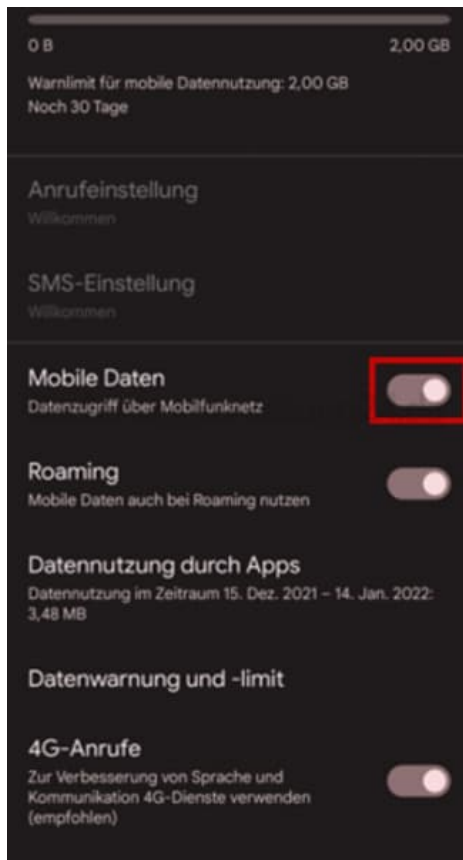 0 B 2,00 GB
Warnlimit für mobile Datennutzung: 2,00 GB
Noch 30 Tage
Anrufeinstellung
Willkommen
SMS-Einstellung
Willkommen
Mobile Daten
Datenzugriff über Mobilfunknetz
Roaming
Mobile Daten auch bei Roaming nutzen
Datennutzung durch Apps
Datennutzung im Zeitraum 15. Dez. 2021 – 14. Jan. 2022:
3,48 MB
Datenwarnung und -limit
4G-Anrufe
Zur Verbesserung von Sprache und
Kommunikation 4G-Dienste verwenden
(empfohlen)